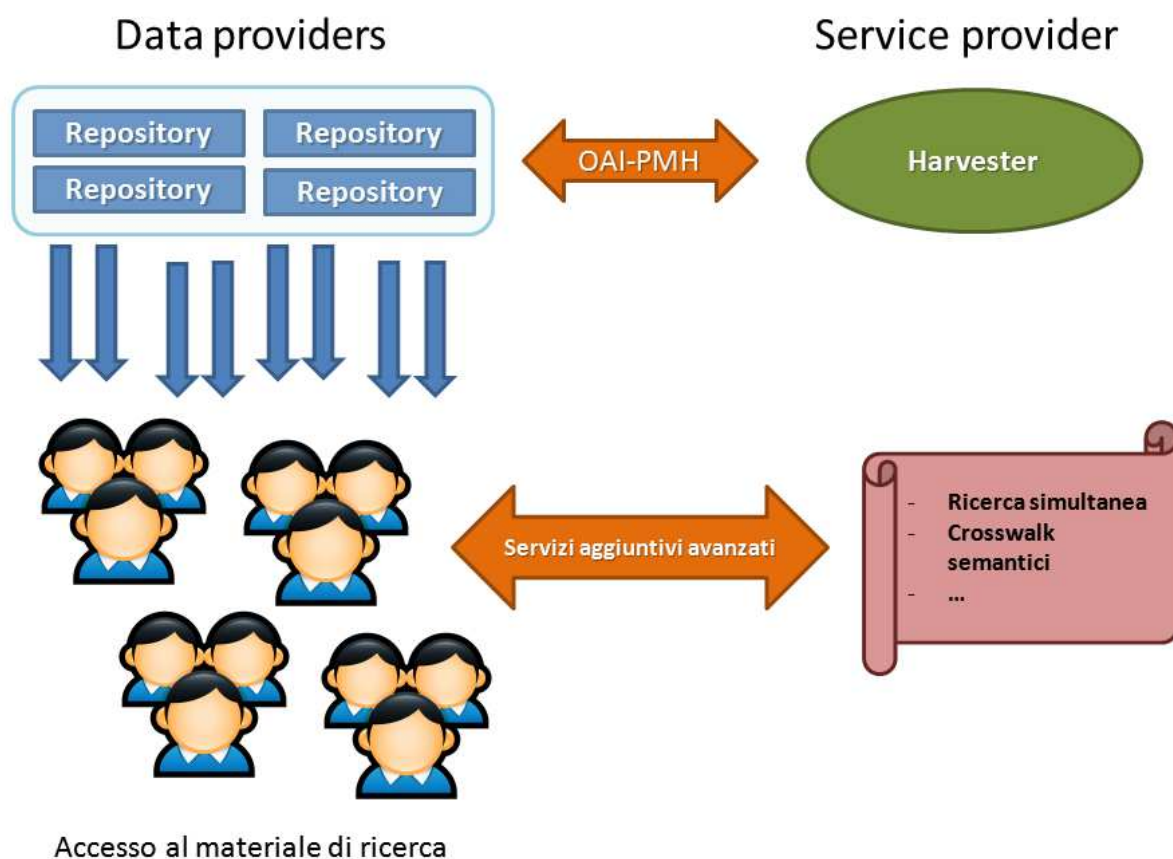 Data providers
Service provider
Repository
Repository
Repository
Repository
OAI-PMH
Harvester
Servizi aggiuntivi avanzati
- Ricerca simultanea
- Crosswalk
semantici
- ...
Accesso al materiale di ricerca